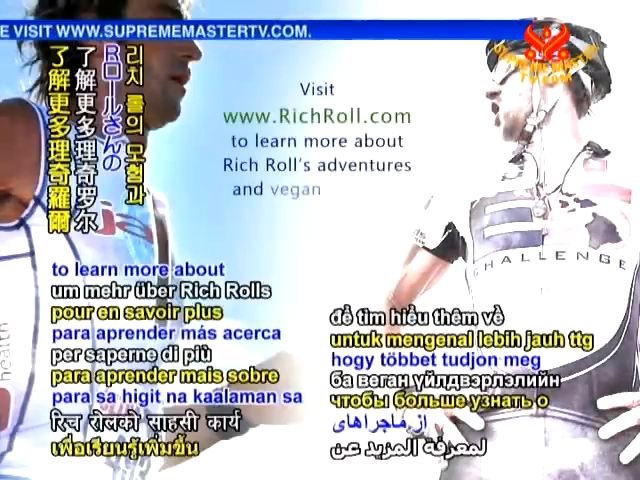 E VISIT WWW.SUPREMEMASTERTV.COM.
SUPREME MASTER
TV.COM
리치 롤의 모험과
Rロールさんの
了解更多理奇罗尔
了解更多理奇羅爾
Visit
www.RichRoll.com
to learn more about
Rich Roll's adventures
and vegan
CHALLENGE
health
to learn more about
um mehr über Rich Rolls
pour en savoir plus
para aprender más acerca
per saperne di più
para aprender mais sobre
para sa higit na kaalaman sa
रिच रोलको साहसी कार्य
เพื่อเรียนรู้เพิ่มขึ้น
để tìm hiểu thêm về
untuk mengenal lebih jauh ttg
hogy többet tudjon meg
ба веган үйлдвэрлэлийн
чтобы больше узнать о
از ماجراهای
لمعرفة المزيد عن